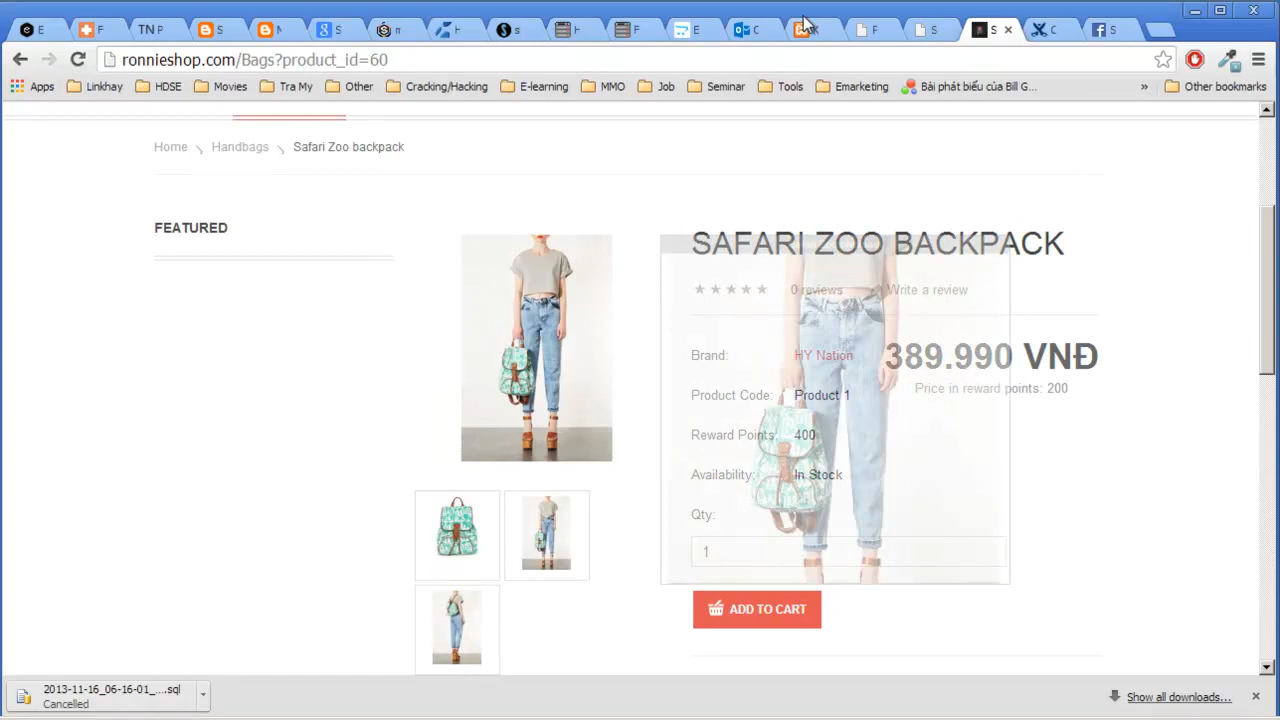 E F TN P S N S n H S H F E C K F S S C S
ronnieshop.com/Bags?product_id=60
Apps Linkhay HDSE Movies Tra My Other Cracking/Hacking E-learning MMO Job Seminar Tools Emarketing Bài phát biểu của Bill G... » Other bookmarks
Home Handbags Safari Zoo backpack
FEATURED
SAFARI ZOO BACKPACK
0 reviews Write a review
Brand: HY Nation 389.990 VNĐ
Price in reward points: 200
Product Code: Product 1
Reward Points: 400
Availability: In Stock
Qty:
1
ADD TO CART
2013-11-16_06-16-01_....sql
Cancelled
Show all downloads...